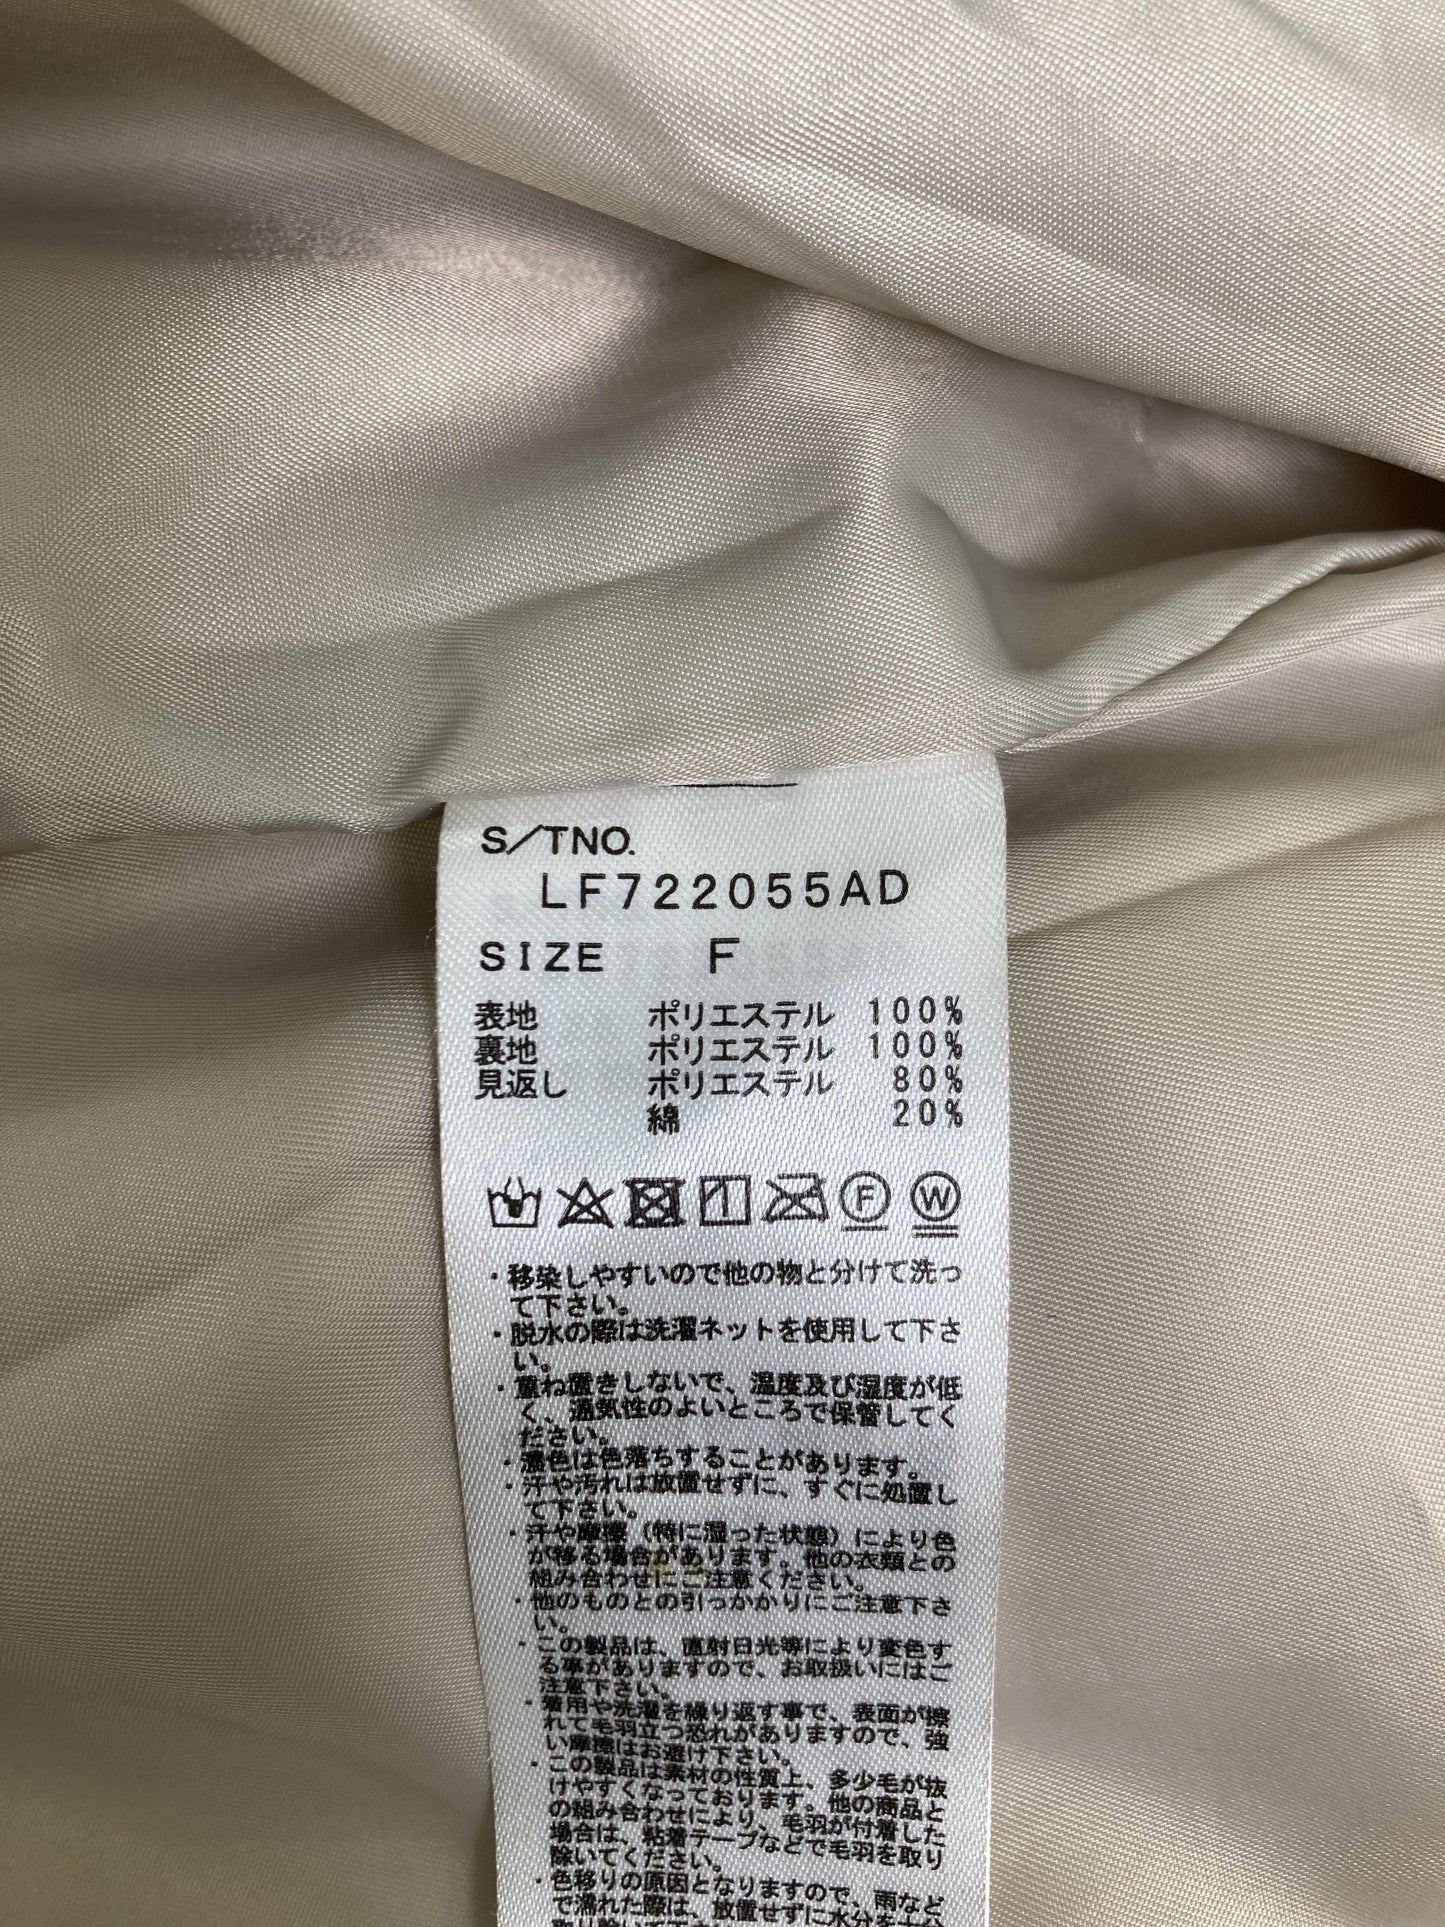 S/TNO.
LF722055AD
SIZE F
表地 ポリエステル 100%
裏地 ポリエステル 100%
見返し ポリエステル 80%
綿 20%
F W
・移染しやすいので他の物と分けて洗っ
て下さい。
・脱水の際は洗濯ネットを使用して下さ
い。
・重ね置きしないで、温度及び湿度が低
く、通気性のよいところで保管してく
ださい。
・濃色は色落ちすることがあります。
・汗や汚れは放置せずに、すぐに処置し
て下さい。
・汗や摩擦（特に湿った状態）により色
が移る場合があります。他の衣類との
組み合わせにご注意ください。
・他のものとの引っかかりにご注意下さ
い。
・この製品は、直射日光等により変色す
る事がありますので、お取扱いにはご
注意下さい。
・着用や洗濯を繰り返す事で、表面が擦
れて毛羽立つ恐れがありますので、強
い摩擦はお避け下さい。
・この製品は素材の性質上、多少毛が抜
けやすくなっております。他の商品と
の組み合わせにより、毛羽が付着した
場合は、粘着テープなどで毛羽を取り
除いてください。
・色移りの原因となりますので、雨など
で濡れた際は、放置せずに水分を十分
取り除いて下さい